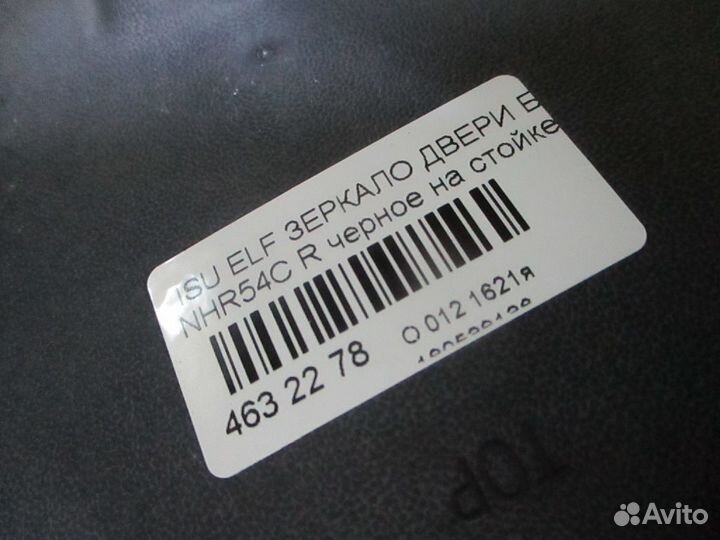 ISU ELF ЗЕРКАЛО ДВЕРИ Б
NHR54C R черное на стойке
463 22 78
O 012 1621я
TOP
Avito